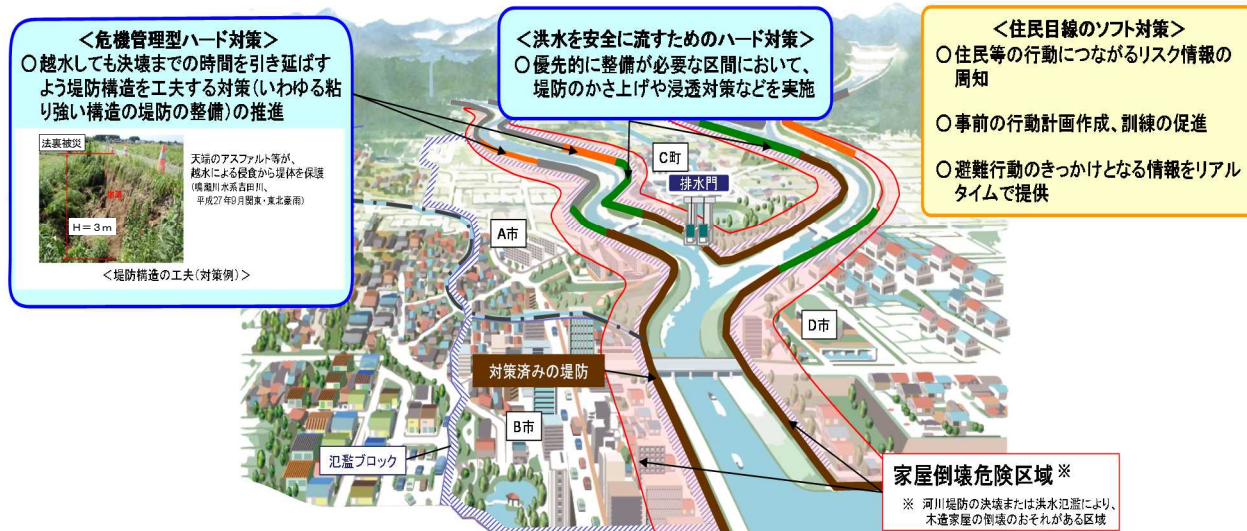 ＜危機管理型ハード対策＞
○越水しても決壊までの時間を引き延ばす
よう堤防構造を工夫する対策(いわゆる粘
り強い構造の堤防の整備)の推進
法裏被災
H＝3m
天端のアスファルト等が、
越水による侵食から堤体を保護
(鳴瀬川水系吉田川、
平成27年9月関東・東北豪雨)
＜堤防構造の工夫(対策例)＞
＜洪水を安全に流すためのハード対策＞
○優先的に整備が必要な区間において、
堤防のかさ上げや浸透対策などを実施
＜住民目線のソフト対策＞
○住民等の行動につながるリスク情報の
周知
○事前の行動計画作成、訓練の促進
○避難行動のきっかけとなる情報をリアル
タイムで提供
C町
排水門
A市
D市
対策済みの堤防
B市
氾濫ブロック
家屋倒壊危険区域※
※ 河川堤防の決壊または洪水氾濫により、
木造家屋の倒壊のおそれがある区域